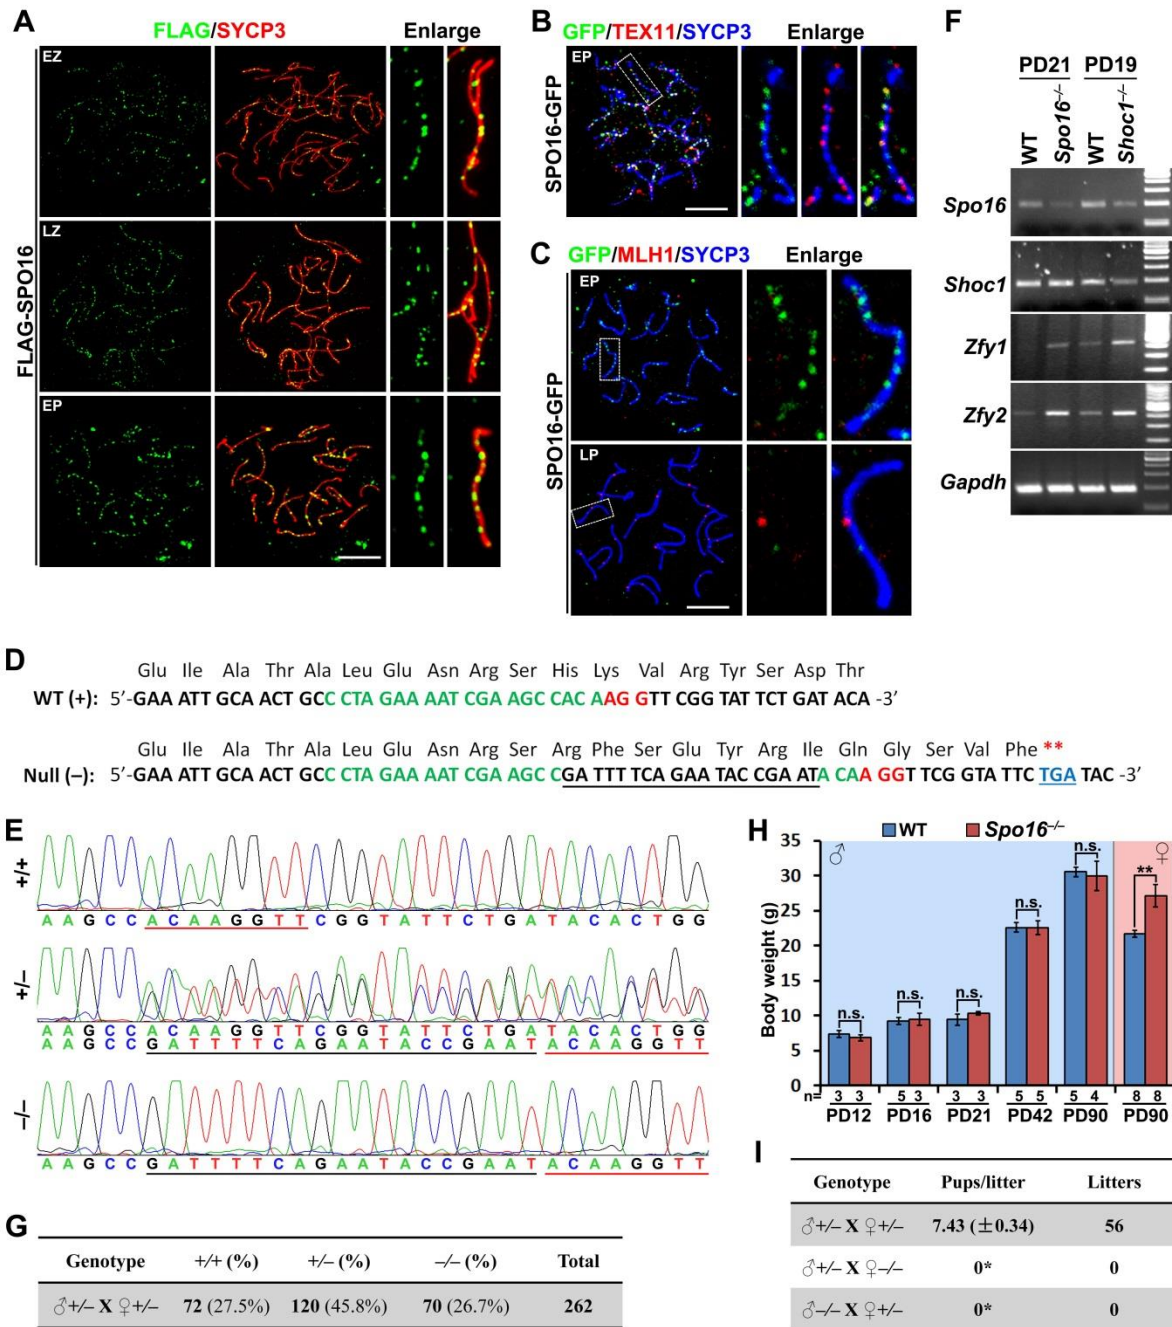 A
FLAG/SYCP3 Enlarge
FLAG-SPO16
EZ
LZ
EP
B
GFP/TEX11/SYCP3 Enlarge
SPO16-GFP
EP
C
GFP/MLH1/SYCP3 Enlarge
SPO16-GFP
EP
LP
F
PD21 PD19
WT Spo16–/– WT Shoc1–/–
Spo16
Shoc1
Zfy1
Zfy2
Gapdh
D
Glu Ile Ala Thr Ala Leu Glu Asn Arg Ser His Lys Val Arg Tyr Ser Asp Thr
WT (+): 5′-GAA ATT GCA ACT GCC CCTA GAA AAT CGA AGC CAC AAG GTT CGG TAT TCT GAT ACA -3′
Glu Ile Ala Thr Ala Leu Glu Asn Arg Ser Arg Phe Ser Glu Tyr Arg Ile Gln Gly Ser Val Phe **
Null (–): 5′-GAA ATT GCA ACT GCC CCTA GAA AAT CGA AGC CGA TTT TCA GAA TAC CGA ATA CAA GGT TCG GTA TTC TGA TAC -3′
E
+/+
A A G C C A C A A G G T T C G G T A T T C T G A T A C A C T G G
+/–
A A G C C A C A A G G T T C G G T A T T C T G A T A C A C T G G
A A G C C G A T T T T C A G A A T A C C G A A T A C A A G G T T
–/–
A A G C C G A T T T T C A G A A T A C C G A A T A C A A G G T T
H
WT Spo16–/–
Body weight (g)
35
30
25
20
15
10
5
0
♂ ♀
n.s. n.s. n.s. n.s. n.s. **
n= 3 3 5 3 3 3 5 5 5 4 8 8
PD12 PD16 PD21 PD42 PD90 PD90
G
Genotype +/+ (%) +/– (%) –/– (%) Total
♂+/– X ♀+/– 72 (27.5%) 120 (45.8%) 70 (26.7%) 262
I
Genotype Pups/litter Litters
♂+/– X ♀+/– 7.43 (±0.34) 56
♂+/– X ♀–/– 0* 0
♂–/– X ♀+/– 0* 0